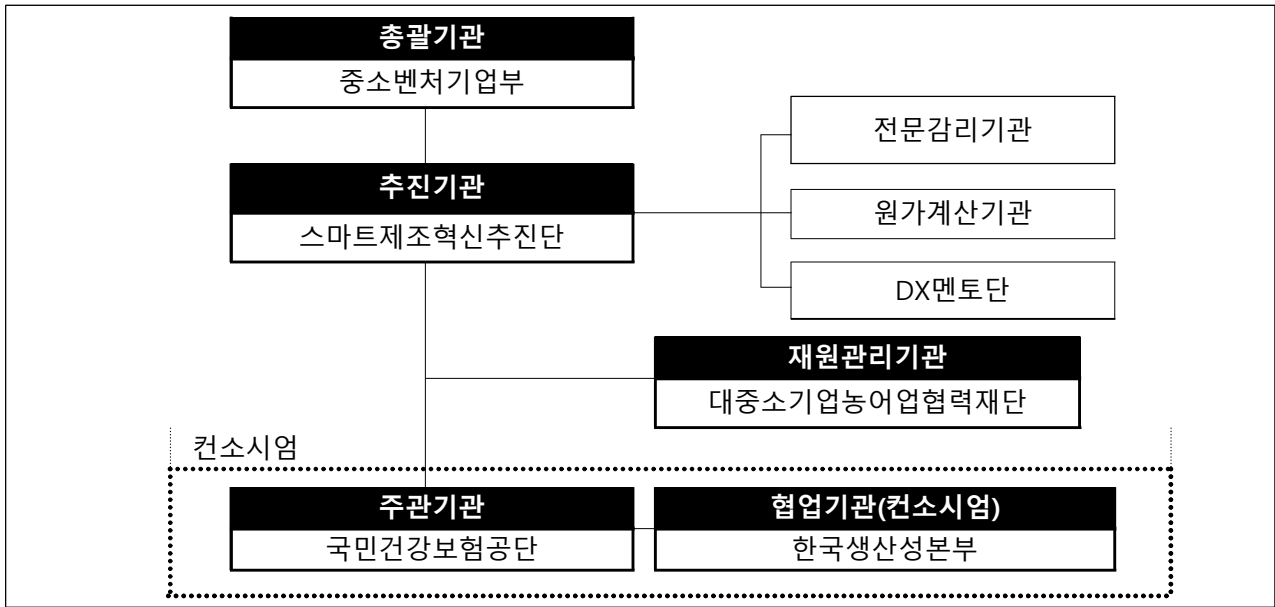 총괄기관
중소벤처기업부
전문감리기관
추진기관
스마트제조혁신추진단
원가계산기관
DX멘토단
재원관리기관
대중소기업농어업협력재단
컨소시엄
주관기관
국민건강보험공단
협업기관(컨소시엄)
한국생산성본부